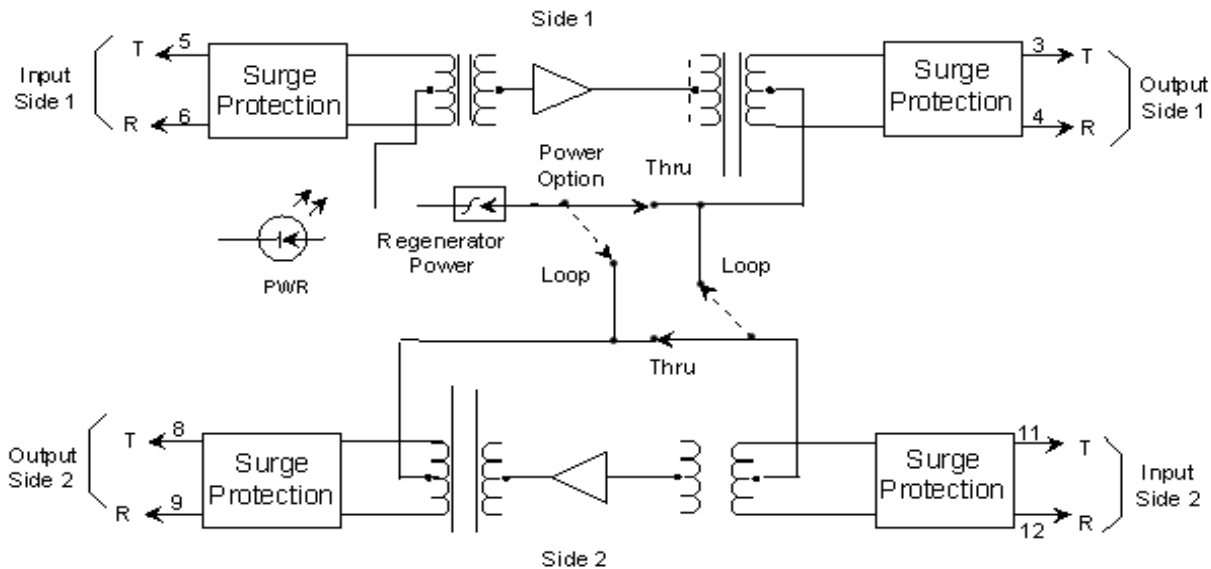 Side 1
Input
Side 1
T
5
Surge
Protection
R
6
Surge
Protection
3
T
4
R
Output
Side 1
Power
Option
Thru
Regenerator
Power
PWR
Loop
Loop
Thru
Output
Side 2
T
8
Surge
Protection
R
9
Surge
Protection
11
T
12
R
Input
Side 2
Side 2